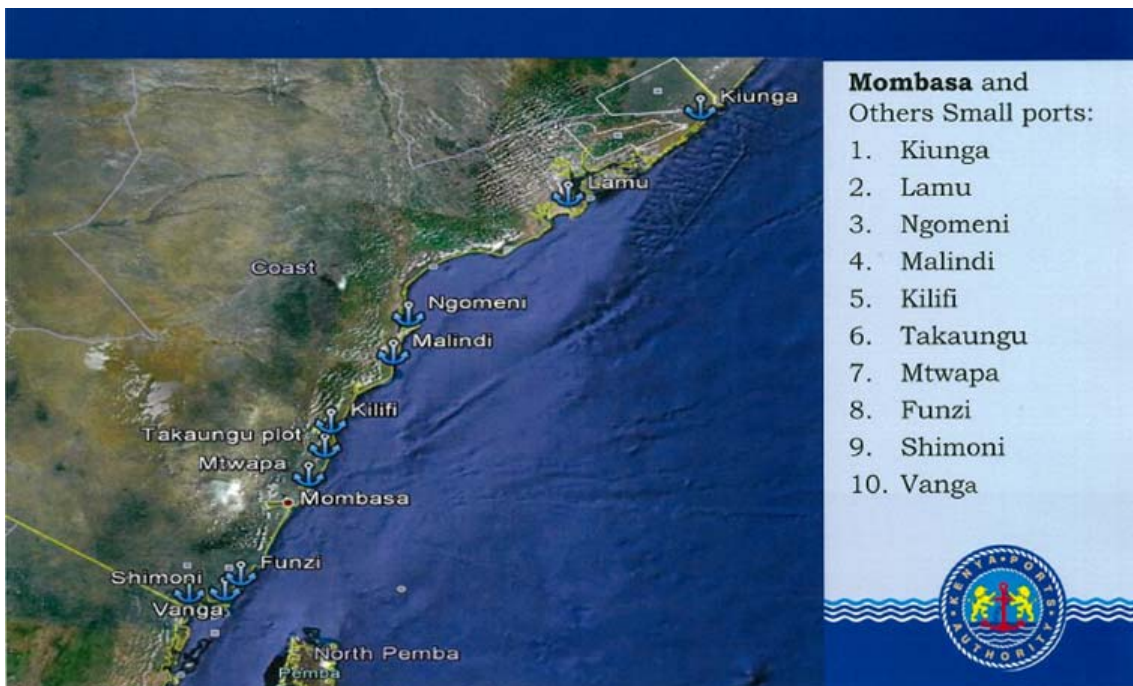 Kiunga
Lamu
Coast
Ngomeni
Malindi
Kilifi
Takaungu plot
Mtwapa
Mombasa
Funzi
Shimoni
Vanga
North Pemba
Pemba
Mombasa and
Others Small ports:
1. Kiunga
2. Lamu
3. Ngomeni
4. Malindi
5. Kilifi
6. Takaungu
7. Mtwapa
8. Funzi
9. Shimoni
10. Vanga
KENYA PORTS
AUTHORITY